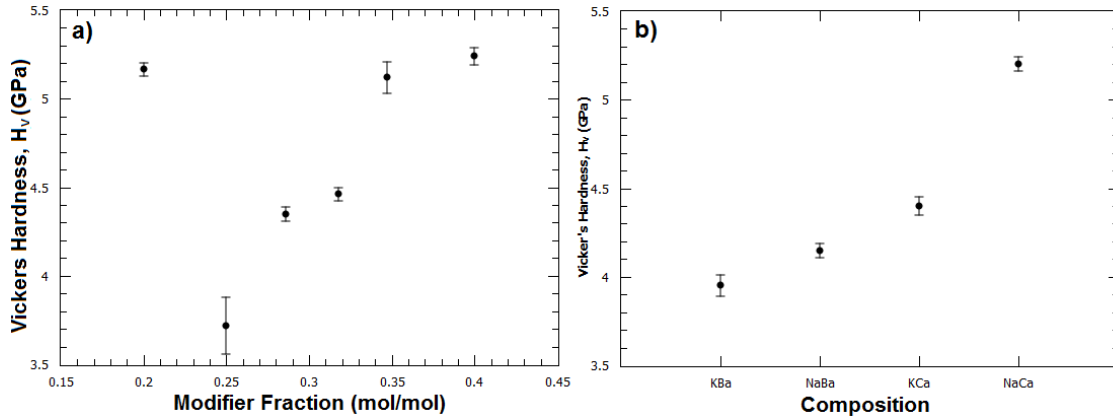 a)
Vickers Hardness, Hv (GPa)
5.5
5
4.5
4
3.5
0.15 0.2 0.25 0.3 0.35 0.4 0.45
Modifier Fraction (mol/mol)
b)
Vicker's Hardness, Hv (GPa)
5.5
5
4.5
4
3.5
KBa NaBa KCa NaCa
Composition